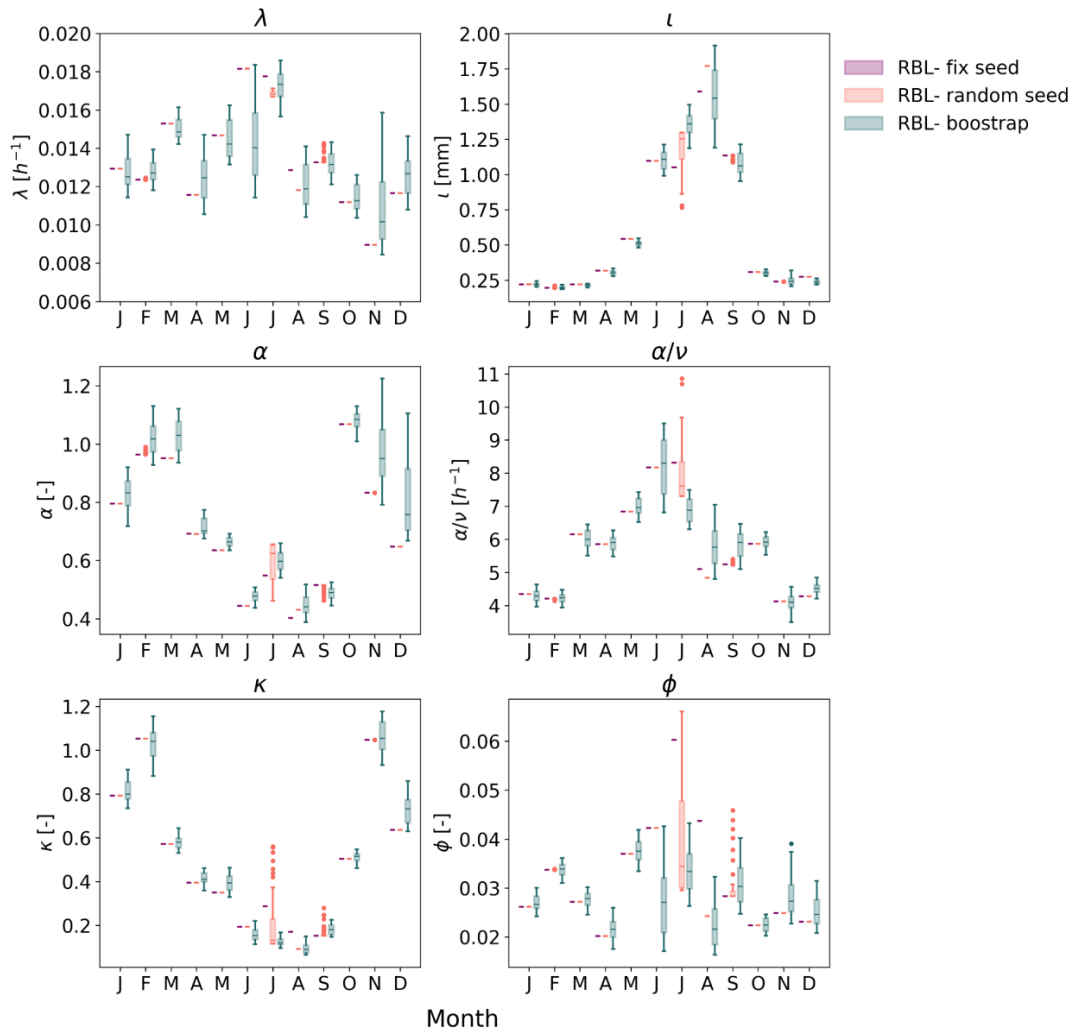 λ
ι
0.020
0.018
0.016
0.014
0.012
0.010
0.008
0.006
λ [h⁻¹]
J F M A M J J A S O N D
2.00
1.75
1.50
1.25
1.00
0.75
0.50
0.25
ι [mm]
J F M A M J J A S O N D
RBL- fix seed
RBL- random seed
RBL- boostrap
α
α/ν
1.2
1.0
0.8
0.6
0.4
α [-]
J F M A M J J A S O N D
11
10
9
8
7
6
5
4
α/ν [h⁻¹]
J F M A M J J A S O N D
κ
ϕ
1.2
1.0
0.8
0.6
0.4
0.2
κ [-]
J F M A M J J A S O N D
0.06
0.05
0.04
0.03
0.02
ϕ [-]
J F M A M J J A S O N D
Month